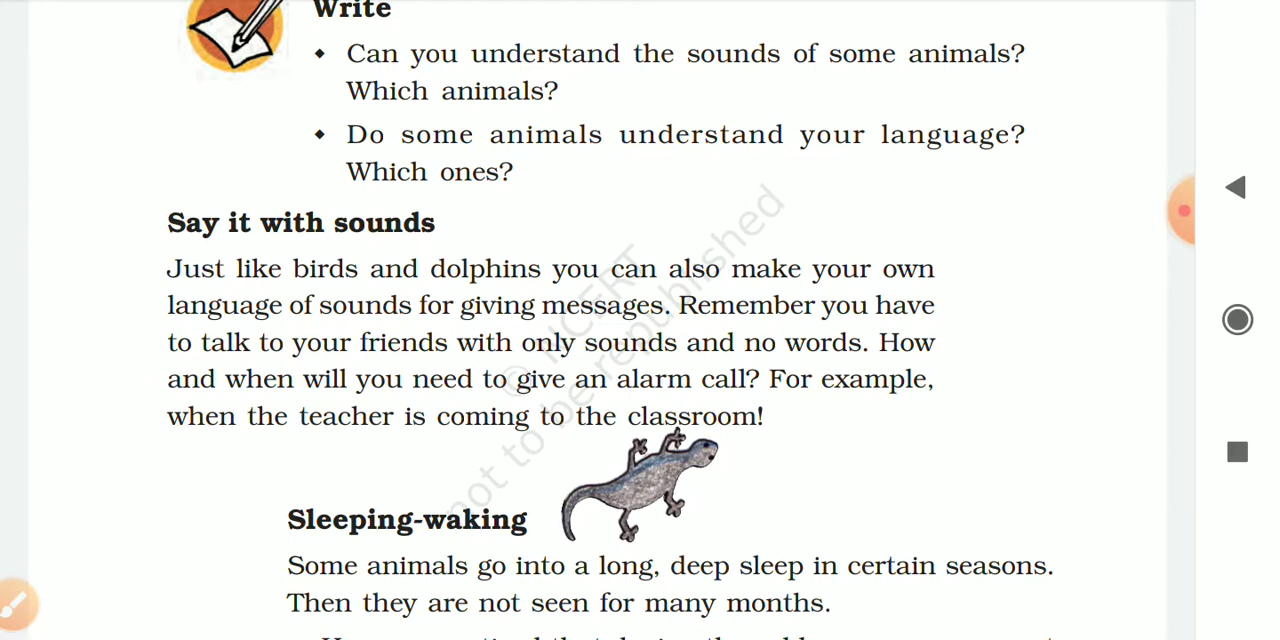 Write
◆ Can you understand the sounds of some animals?
Which animals?
◆ Do some animals understand your language?
Which ones?
Say it with sounds
Just like birds and dolphins you can also make your own
language of sounds for giving messages. Remember you have
to talk to your friends with only sounds and no words. How
and when will you need to give an alarm call? For example,
when the teacher is coming to the classroom!
© NCERT
not to be republished
Sleeping-waking
Some animals go into a long, deep sleep in certain seasons.
Then they are not seen for many months.